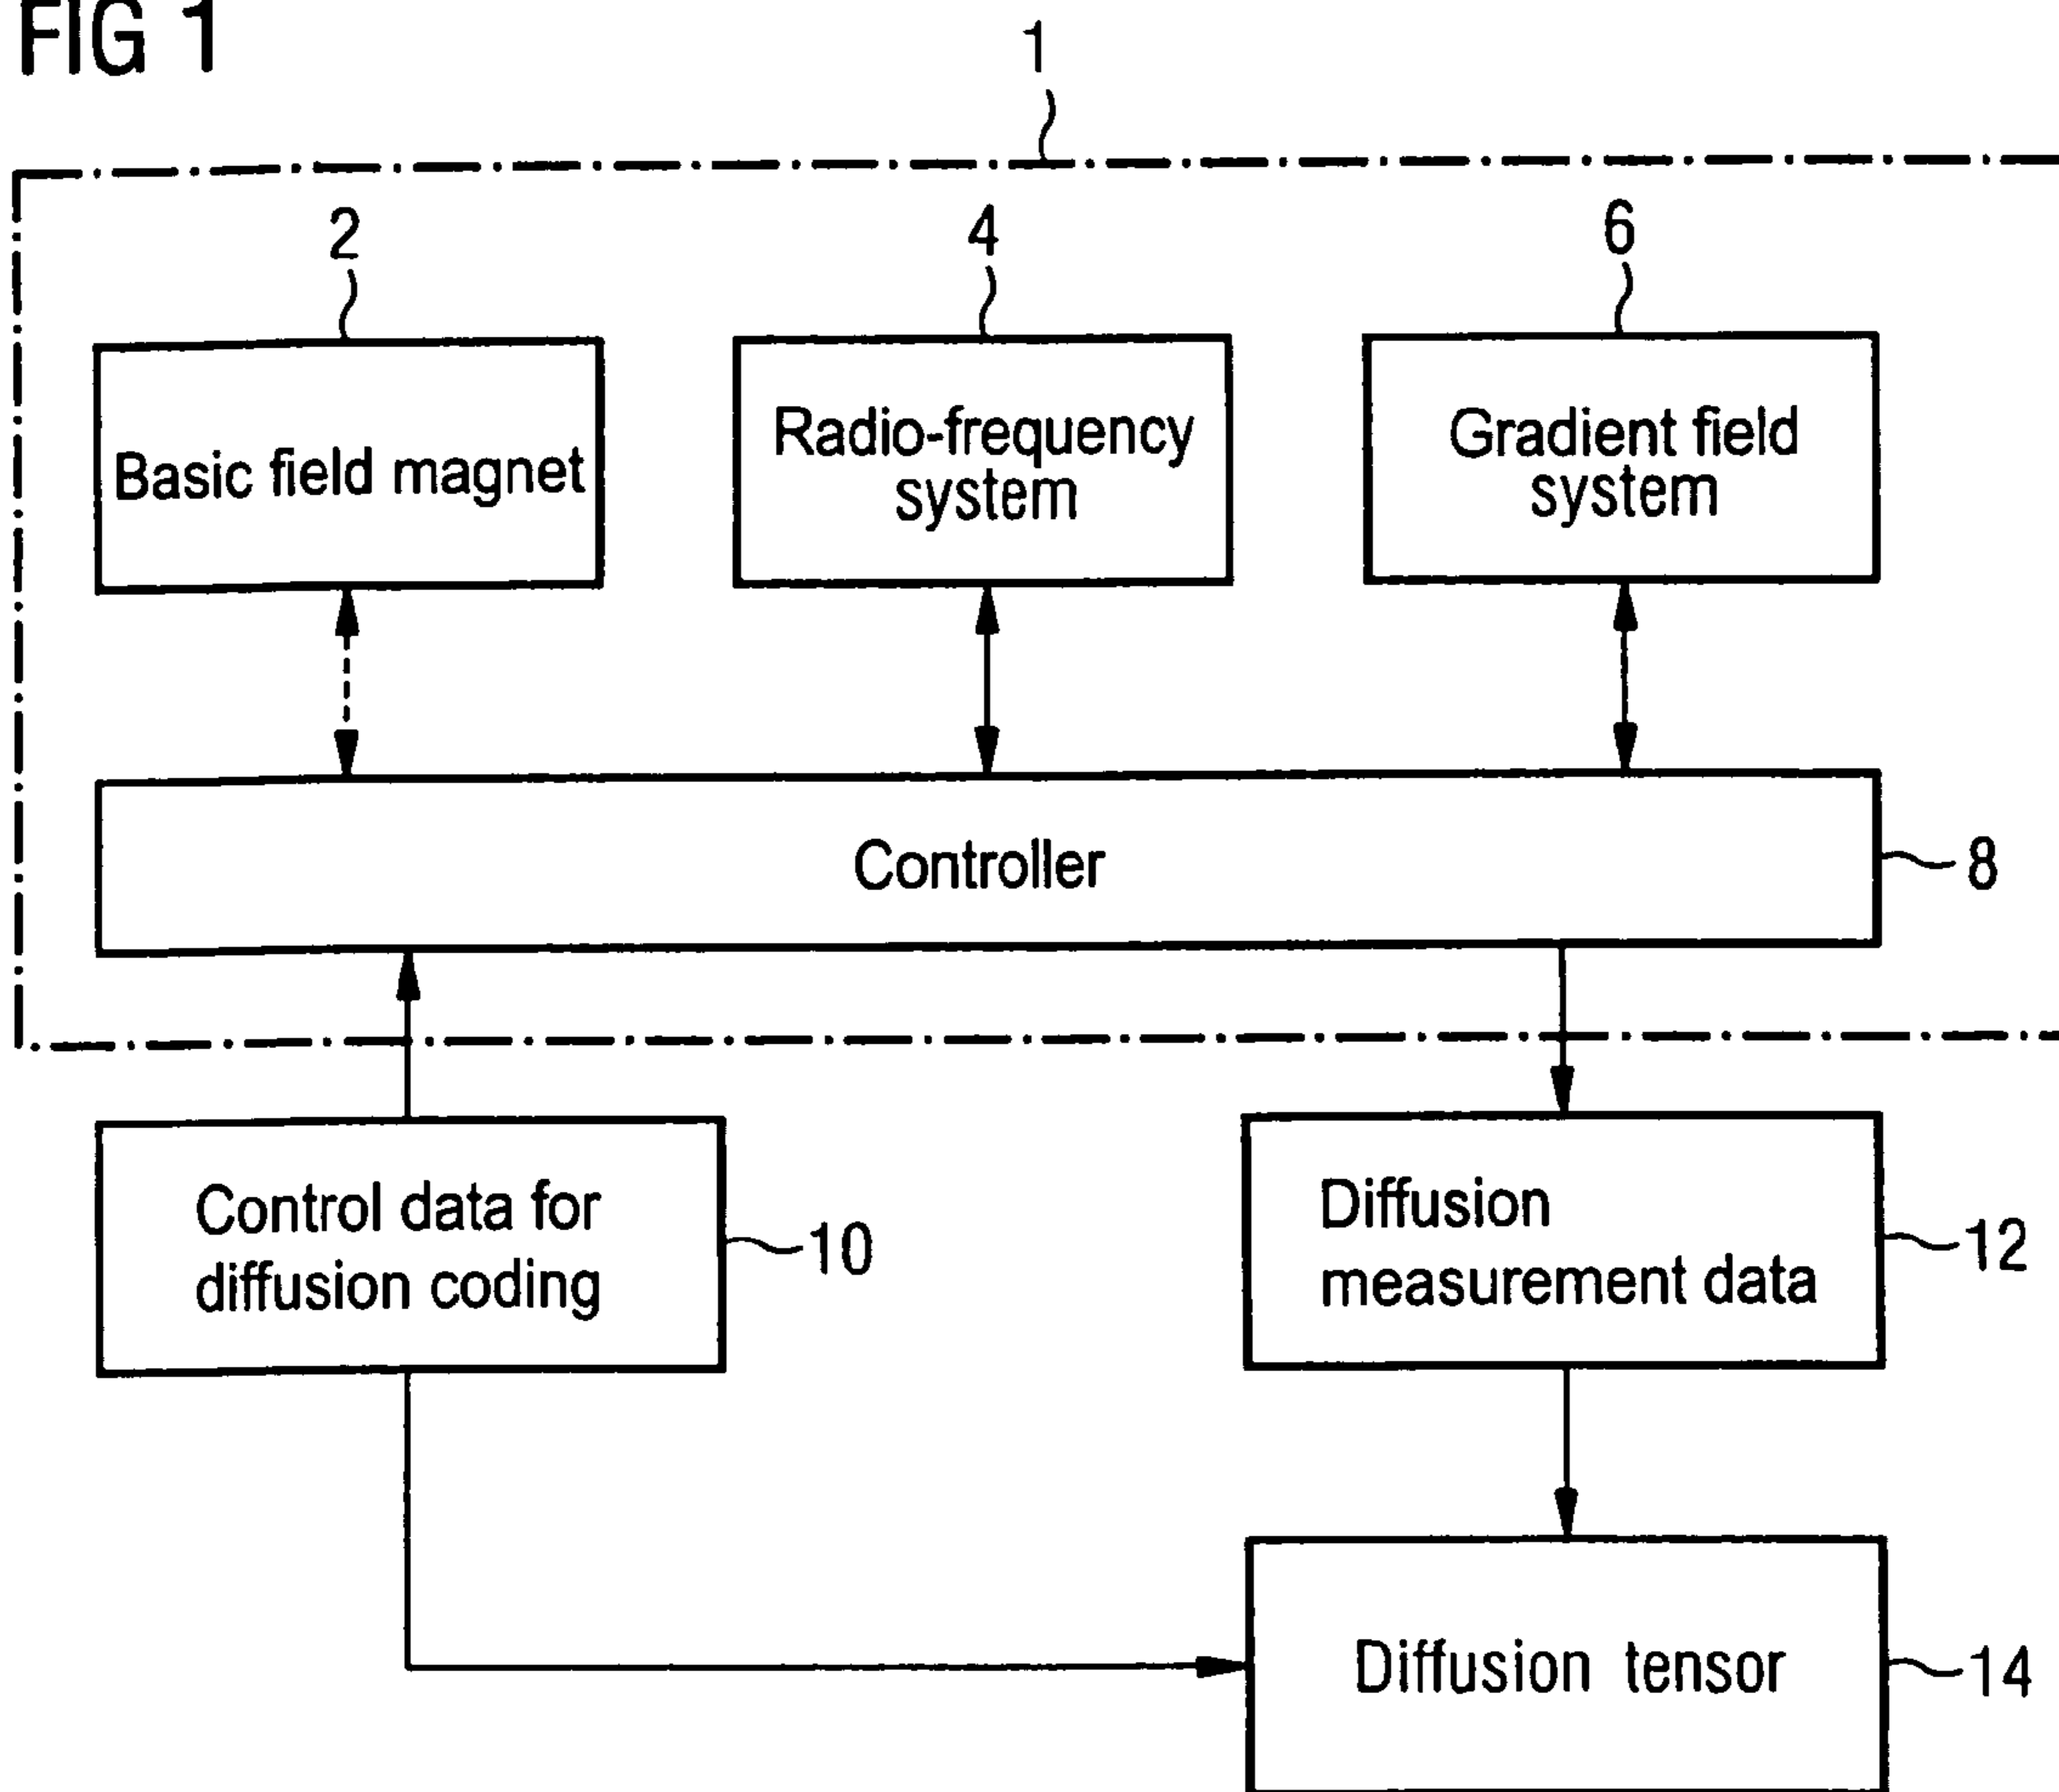 FIG 1
1
2
4
6
Basic field magnet
Radio-frequency
system
Gradient field
system
Controller
8
Control data for
diffusion coding
10
Diffusion
measurement data
12
Diffusion tensor
14